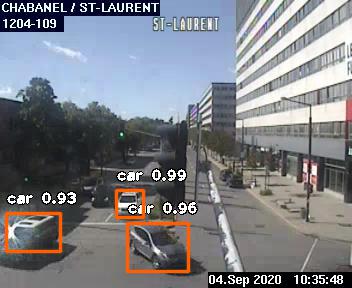 CHABANEL / ST-LAURENT
1204-109
ST-LAURENT
car 0.99
car 0.93
car 0.96
04.Sep 2020 10:35:48